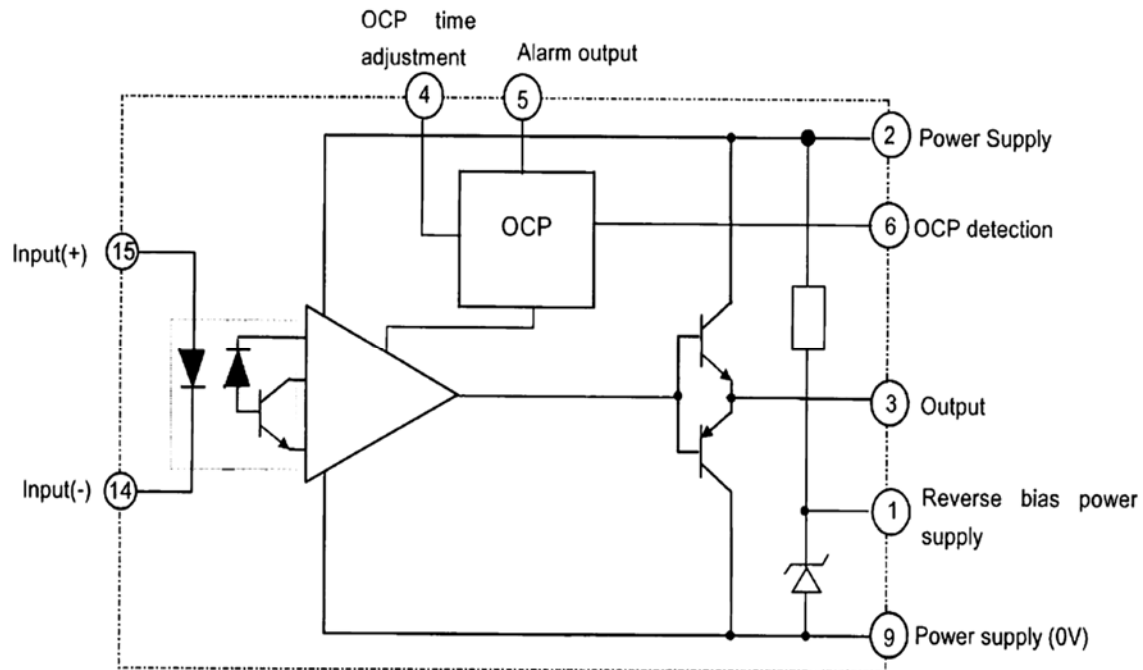 OCP time
adjustment
Alarm output
4
5
2
Power Supply
OCP
6
OCP detection
Input(+)
15
3
Output
Input(-)
14
1
Reverse bias power
supply
9
Power supply (0V)